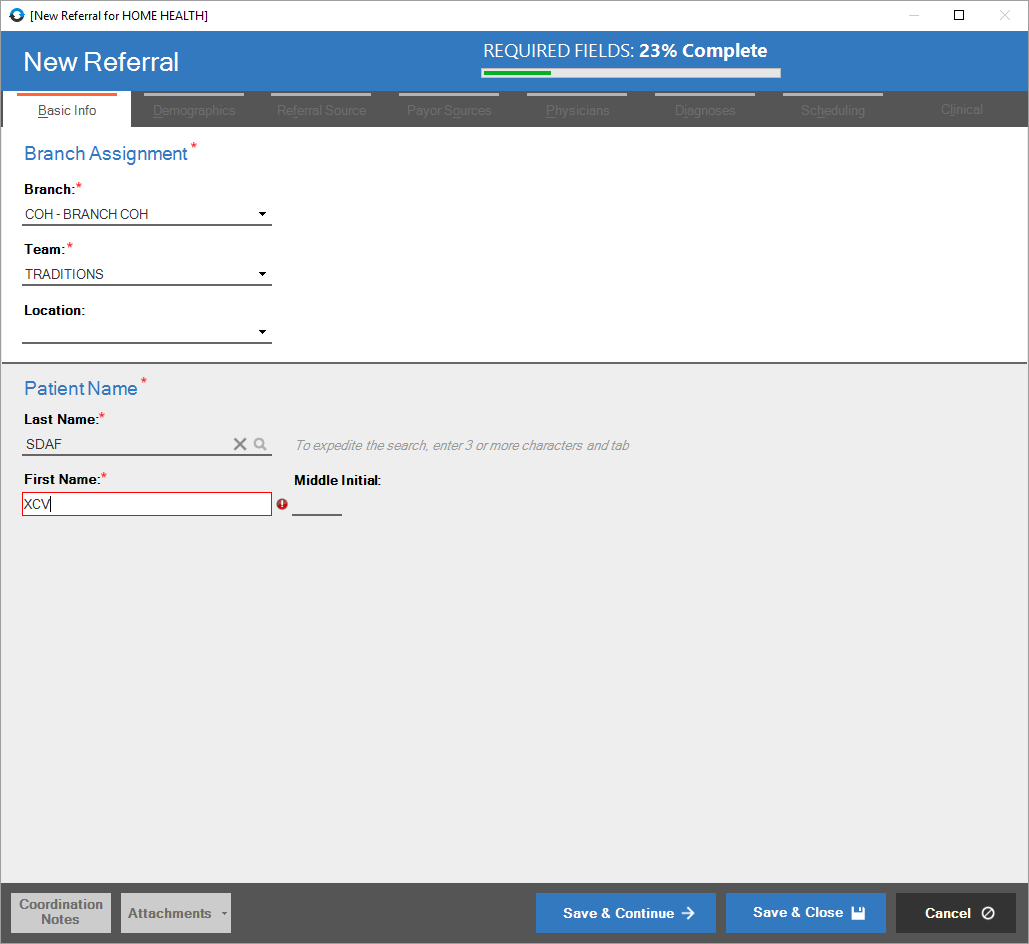 [New Referral for HOME HEALTH]
New Referral
REQUIRED FIELDS: 23% Complete
Basic Info Demographics Referral Source Payor Sources Physicians Diagnoses Scheduling Clinical
Branch Assignment *
Branch:*
COH - BRANCH COH
Team:*
TRADITIONS
Location:
Patient Name *
Last Name:*
SDAF
To expedite the search, enter 3 or more characters and tab
First Name:* Middle Initial:
XCV
Coordination Notes
Attachments
Save & Continue
Save & Close
Cancel